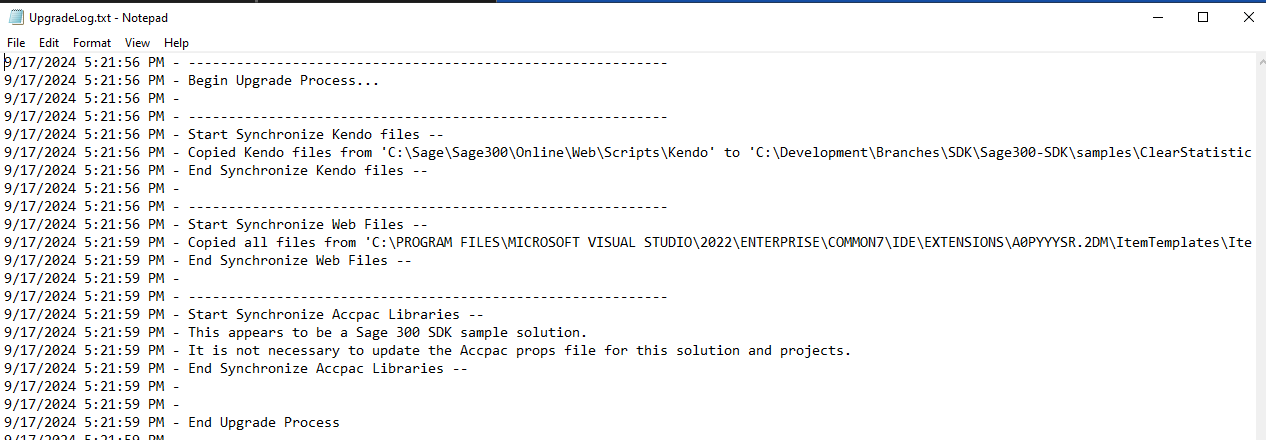 UpgradeLog.txt - Notepad
File Edit Format View Help
9/17/2024 5:21:56 PM - ------------------------------------------------------------
9/17/2024 5:21:56 PM - Begin Upgrade Process...
9/17/2024 5:21:56 PM -
9/17/2024 5:21:56 PM - ------------------------------------------------------------
9/17/2024 5:21:56 PM - Start Synchronize Kendo files --
9/17/2024 5:21:56 PM - Copied Kendo files from 'C:\Sage\Sage300\Online\Web\Scripts\Kendo' to 'C:\Development\Branches\SDK\Sage300-SDK\samples\ClearStatistic
9/17/2024 5:21:56 PM - End Synchronize Kendo files --
9/17/2024 5:21:56 PM -
9/17/2024 5:21:56 PM - ------------------------------------------------------------
9/17/2024 5:21:56 PM - Start Synchronize Web Files --
9/17/2024 5:21:59 PM - Copied all files from 'C:\PROGRAM FILES\MICROSOFT VISUAL STUDIO\2022\ENTERPRISE\COMMON7\IDE\EXTENSIONS\A0PYYYSR.2DM\ItemTemplates\Ite
9/17/2024 5:21:59 PM - End Synchronize Web Files --
9/17/2024 5:21:59 PM -
9/17/2024 5:21:59 PM - ------------------------------------------------------------
9/17/2024 5:21:59 PM - Start Synchronize Accpac Libraries --
9/17/2024 5:21:59 PM - This appears to be a Sage 300 SDK sample solution.
9/17/2024 5:21:59 PM - It is not necessary to update the Accpac props file for this solution and projects.
9/17/2024 5:21:59 PM - End Synchronize Accpac Libraries --
9/17/2024 5:21:59 PM -
9/17/2024 5:21:59 PM -
9/17/2024 5:21:59 PM - End Upgrade Process
9/17/2024 5:21:59 PM